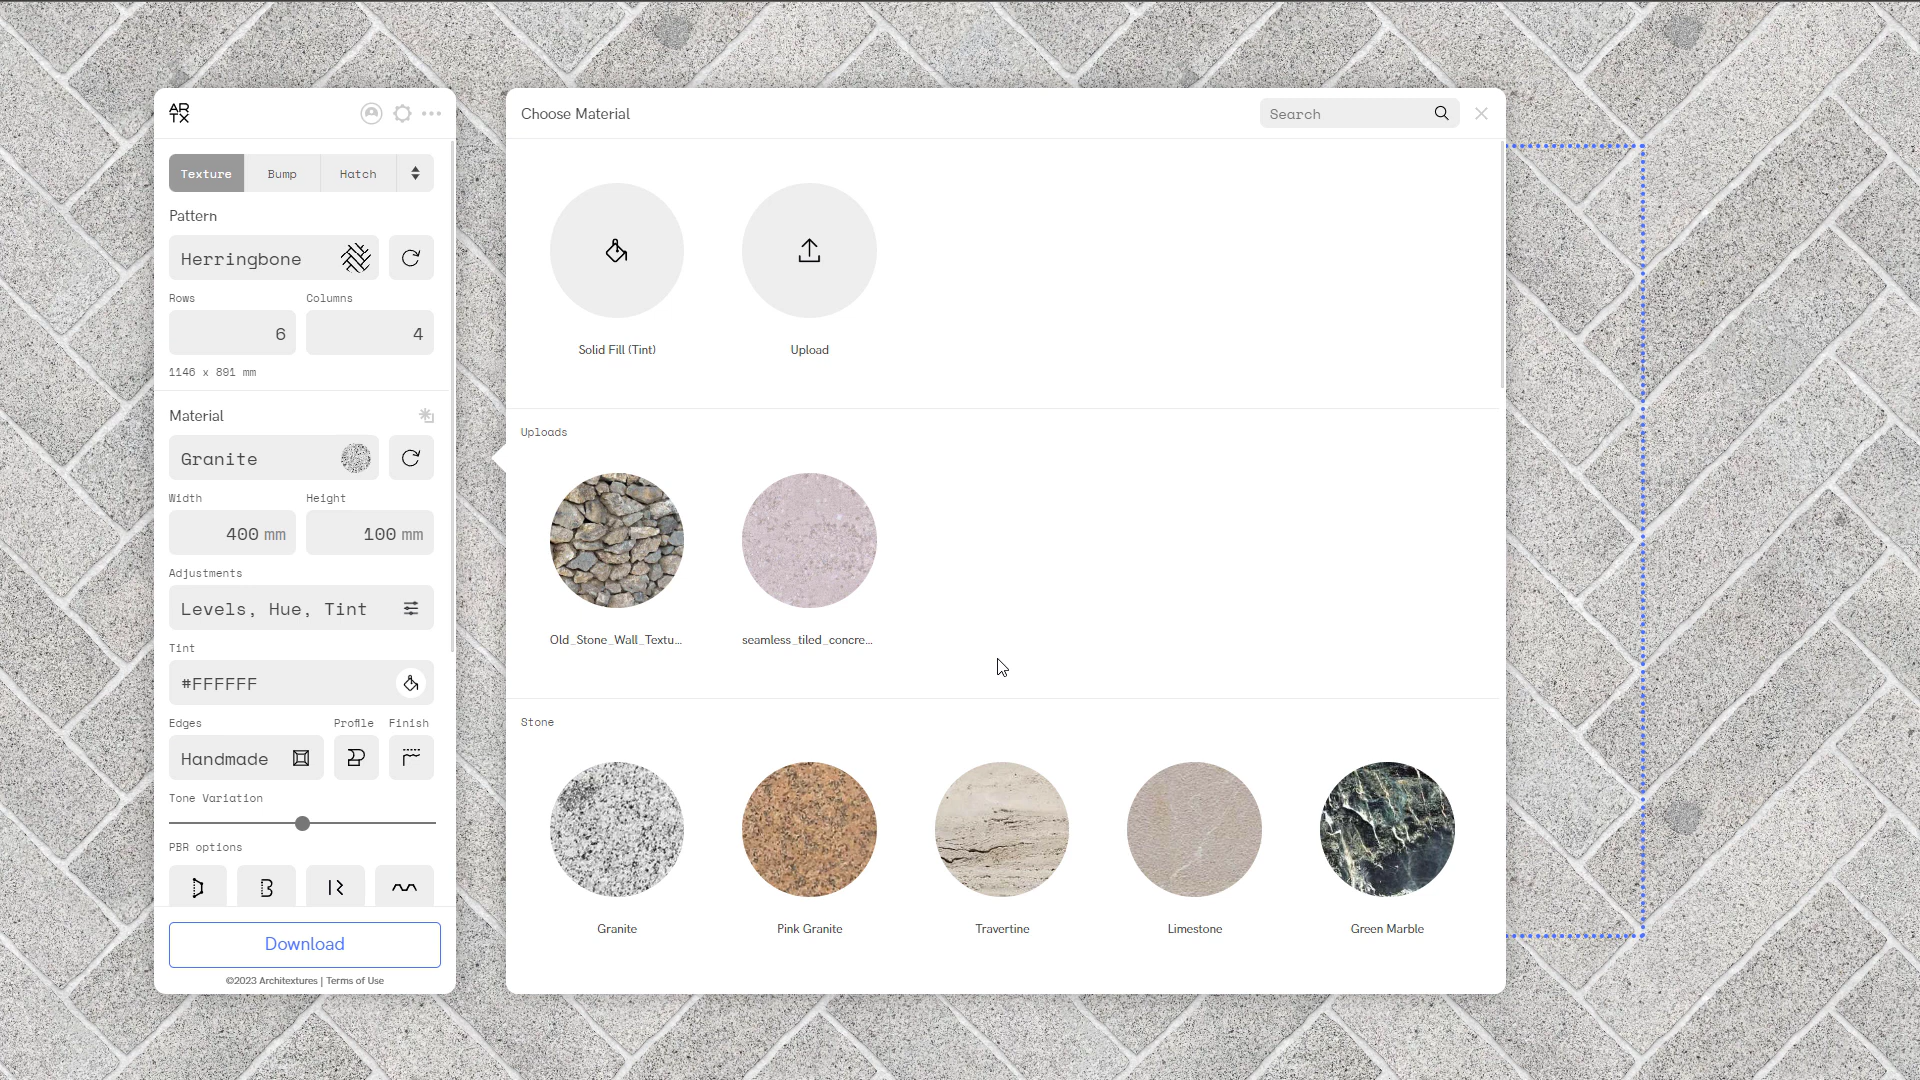 AR
TX
Texture
Bump
Hatch
Pattern
Herringbone
Rows
Columns
6
4
1146 x 891 mm
Material
Granite
Width
Height
400 mm
100 mm
Adjustments
Levels, Hue, Tint
Tint
#FFFFFF
Edges
Profile
Finish
Handmade
Tone Variation
PBR options
Download
©2023 Architextures | Terms of Use
Choose Material
Search
Solid Fill (Tint)
Upload
Uploads
Old_Stone_Wall_Textu...
seamless_tiled_concre...
Stone
Granite
Pink Granite
Travertine
Limestone
Green Marble